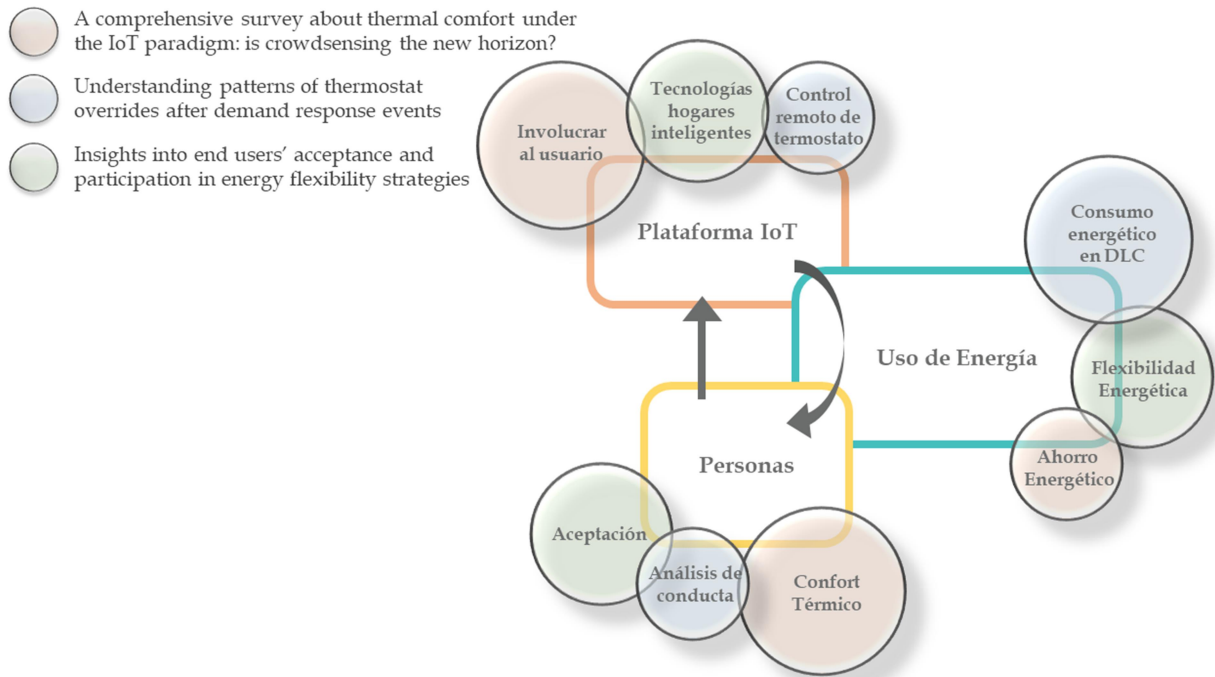 A comprehensive survey about thermal comfort under
the IoT paradigm: is crowdsensing the new horizon?
Understanding patterns of thermostat
overrides after demand response events
Insights into end users’ acceptance and
participation in energy flexibility strategies
Involucrar
al usuario
Tecnologías
hogares
inteligentes
Control
remoto de
termostato
Plataforma IoT
Consumo
energético
en DLC
Uso de Energía
Flexibilidad
Energética
Ahorro
Energético
Personas
Aceptación
Análisis de
conducta
Confort
Térmico